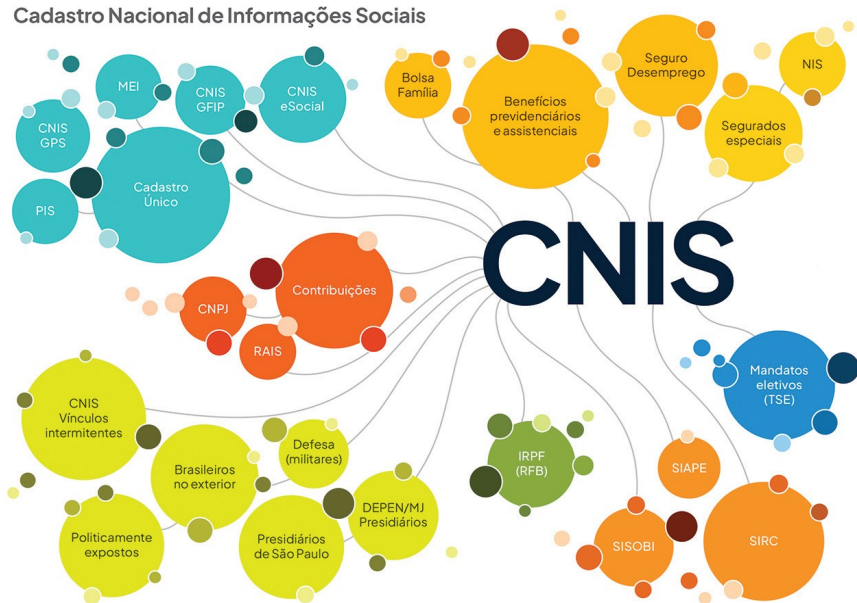 Cadastro Nacional de Informações Sociais
MEI
CNIS
GFIP
CNIS
eSocial
CNIS
GPS
PIS
Cadastro
Único
Bolsa
Família
Benefícios
previdenciários
e assistenciais
Seguro
Desemprego
NIS
Segurados
especiais
CNIS
CNPJ
Contribuições
RAIS
CNIS
Vínculos
intermitentes
Brasileiros
no exterior
Defesa
(militares)
Politicamente
expostos
Presidiários
de São Paulo
DEPEN/MJ
Presidiários
IRPF
(RFB)
SIAPE
SISOBI
SIRC
Mandatos
eletivos
(TSE)